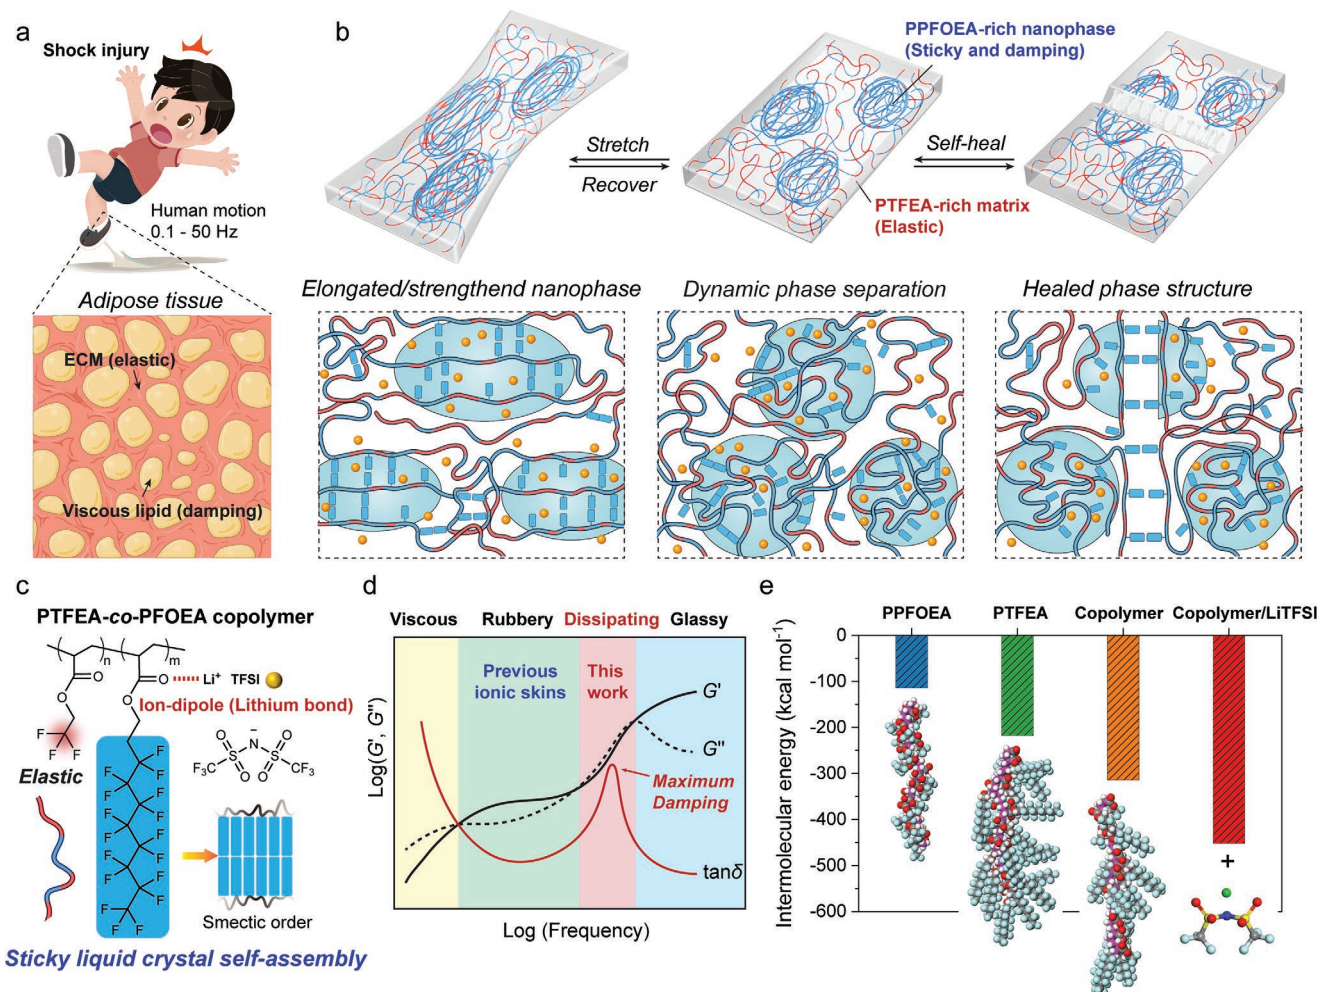 a
Shock injury
Human motion
0.1 - 50 Hz
Adipose tissue
ECM (elastic)
Viscous lipid (damping)
b
PPFOEA-rich nanophase
(Sticky and damping)
Stretch
Recover
Self-heal
PTFEA-rich matrix
(Elastic)
Elongated/strengthend nanophase
Dynamic phase separation
Healed phase structure
c
PTFEA-co-PFOEA copolymer
n
m
O
O
O
O
Li⁺ TFSI
Ion-dipole (Lithium bond)
F
F
F
Elastic
O O
O O
S N⁻ S
F₃C CF₃
F F
F F
F F
F F
F F
F F
F F
F F
F
Smectic order
Sticky liquid crystal self-assembly
d
Viscous Rubbery Dissipating Glassy
Previous
ionic skins
This
work
G'
G''
Maximum
Damping
tanδ
Log(G', G'')
Log (Frequency)
e
PPFOEA PTFEA Copolymer Copolymer/LiTFSI
Intermolecular energy (kcal mol⁻¹)
0
-100
-200
-300
-400
-500
-600
+